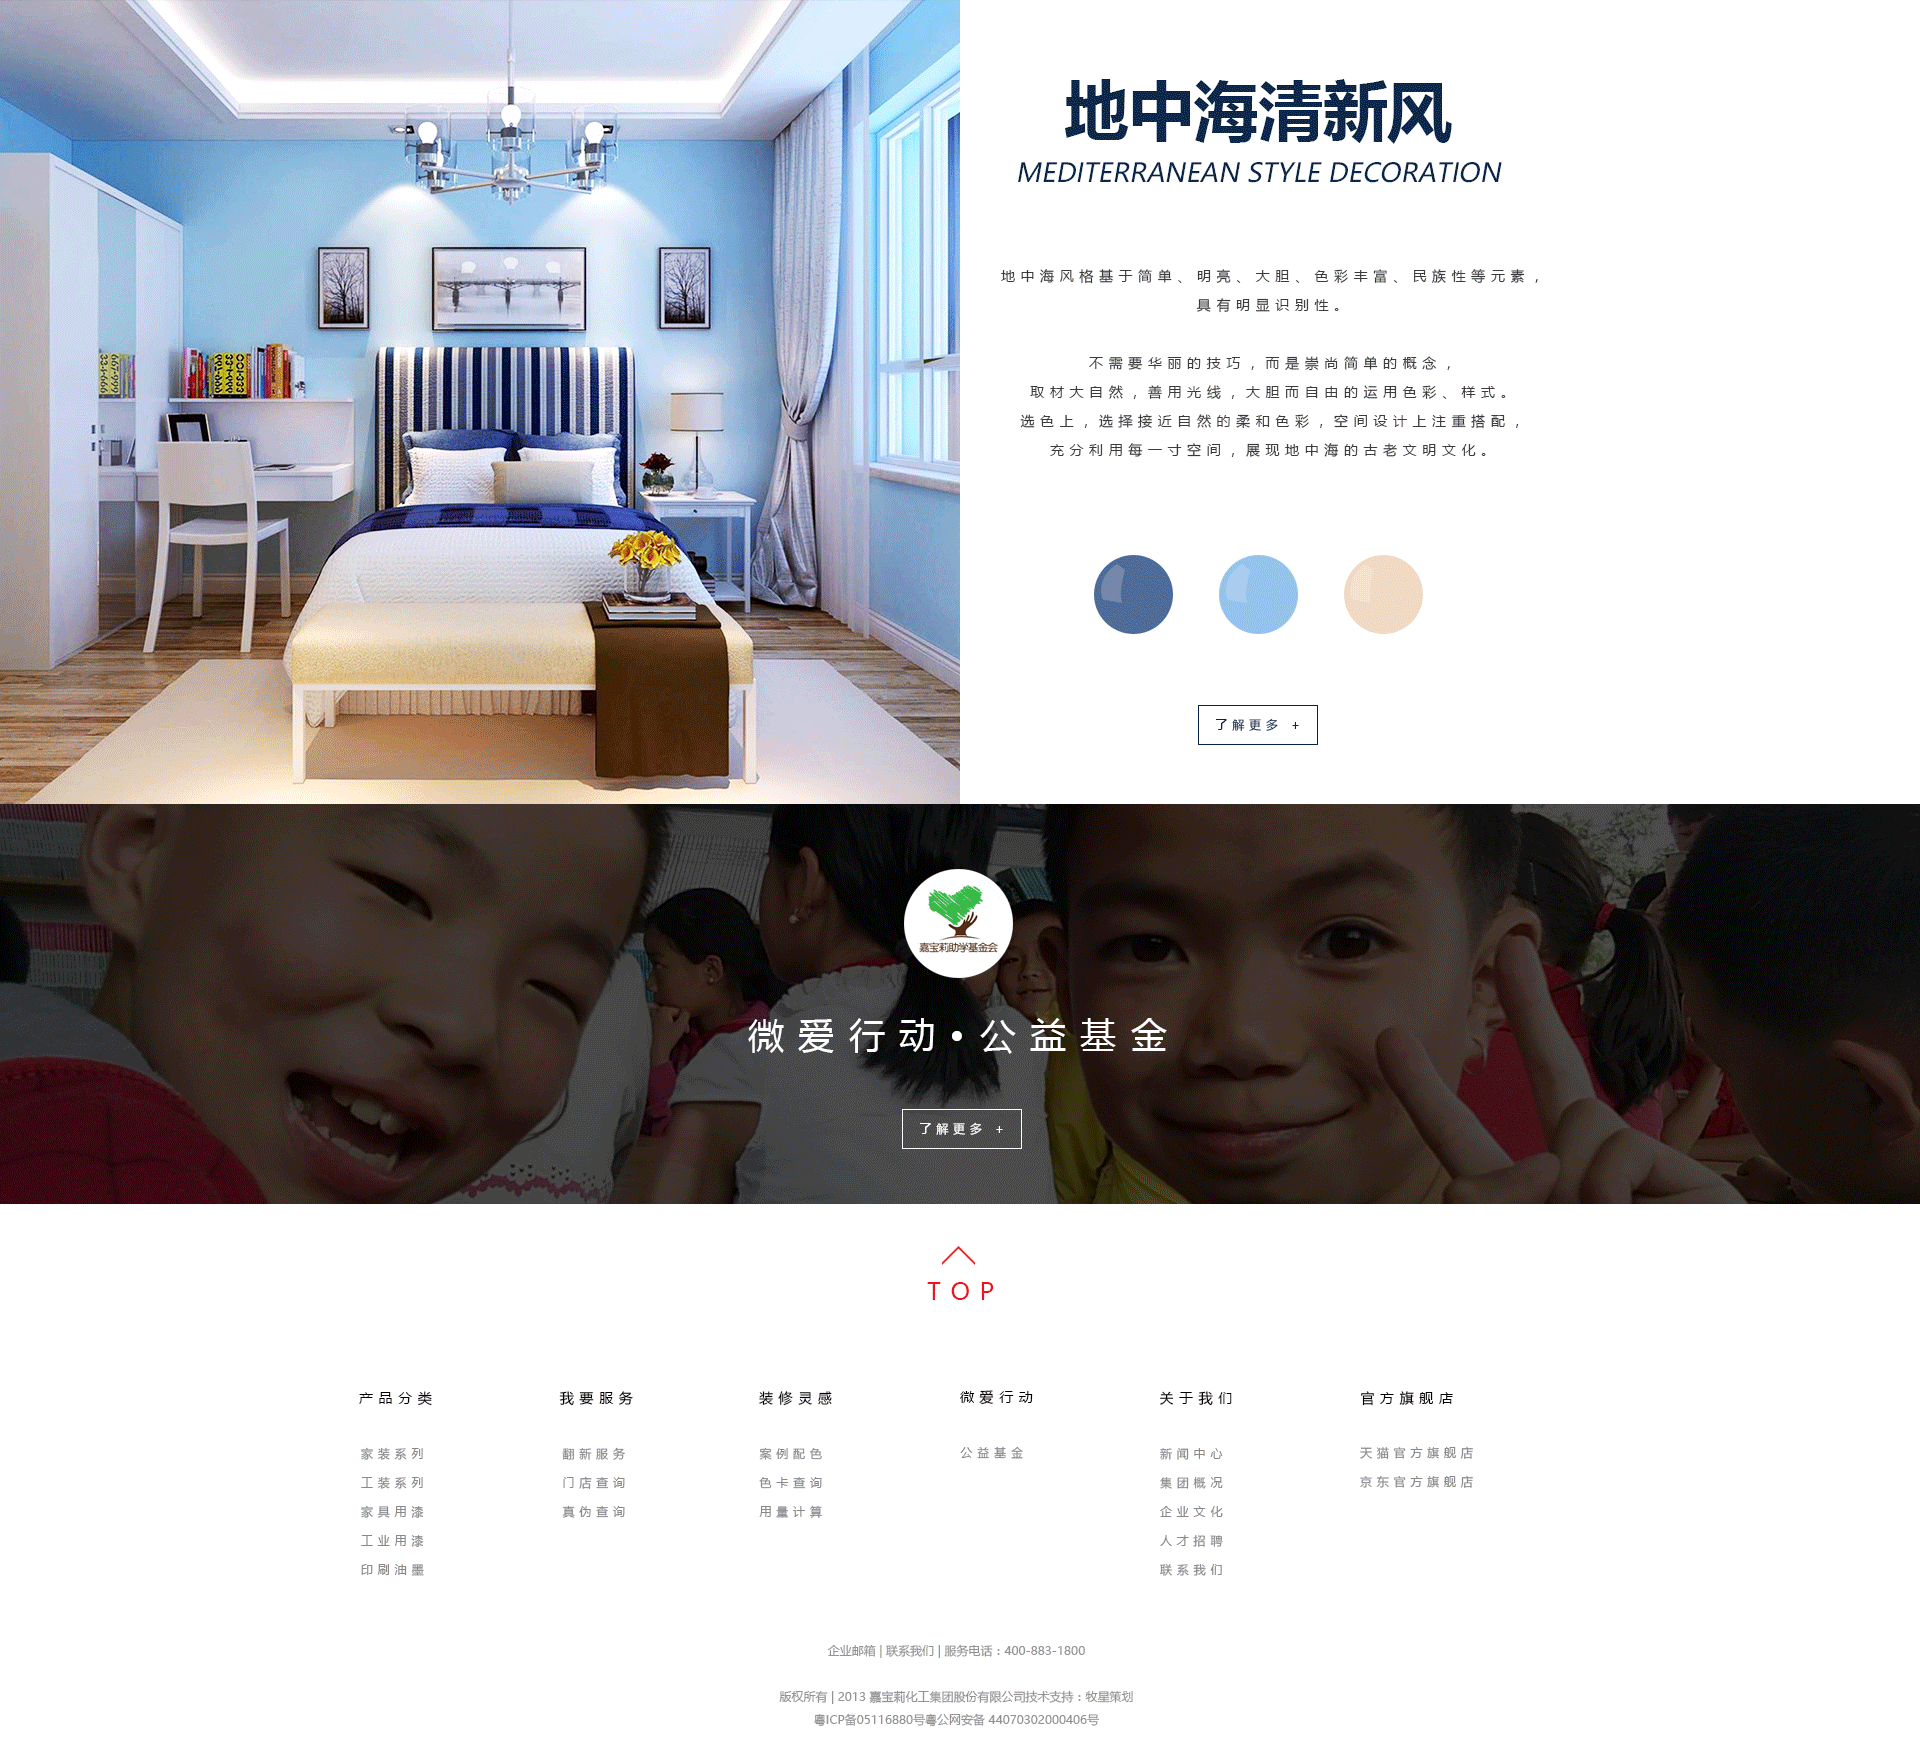 地中海清新风
MEDITERRANEAN STYLE DECORATION
地中海风格基于简单、明亮、大胆、色彩丰富、民族性等元素，
具有明显识别性。
不需要华丽的技巧，而是崇尚简单的概念，
取材大自然，善用光线，大胆而自由的运用色彩、样式。
选色上，选择接近自然的柔和色彩，空间设计上注重搭配，
充分利用每一寸空间，展现地中海的古老文明文化。
了解更多 +
嘉宝莉助学基金会
微爱行动•公益基金
了解更多 +
TOP
产品分类
家装系列
工装系列
家具用漆
工业用漆
印刷油墨
我要服务
翻新服务
门店查询
真伪查询
装修灵感
案例配色
色卡查询
用量计算
微爱行动
公益基金
关于我们
新闻中心
集团概况
企业文化
人才招聘
联系我们
官方旗舰店
天猫官方旗舰店
京东官方旗舰店
企业邮箱 | 联系我们 | 服务电话：400-883-1800
版权所有 | 2013 嘉宝莉化工集团股份有限公司技术支持：牧星策划
粤ICP备05116880号粤公网安备 44070302000406号